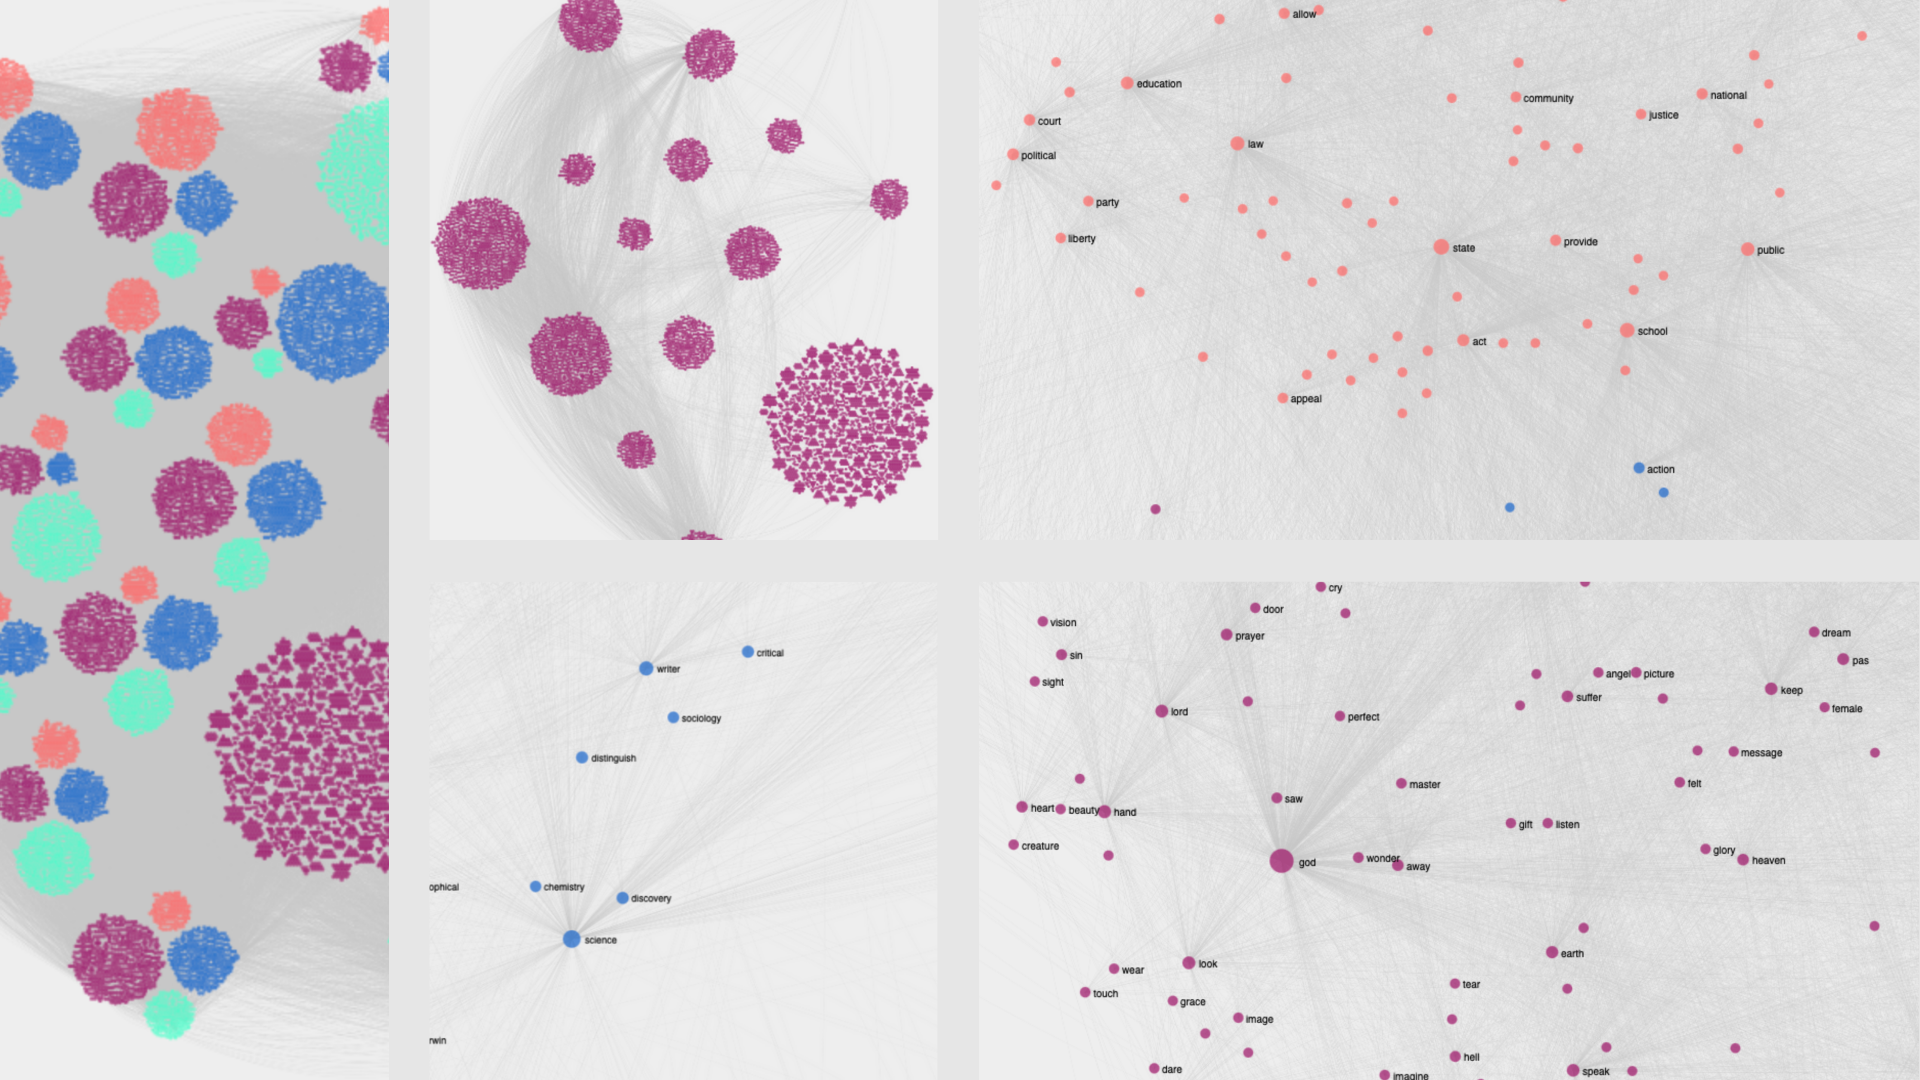 allow
education
community
national
justice
court
law
political
party
liberty
state
provide
public
school
act
appeal
action
writer
critical
sociology
distinguish
ophical
chemistry
discovery
science
rwin
cry
door
vision
prayer
dream
sin
pas
sight
angel
picture
suffer
keep
lord
perfect
female
message
felt
master
saw
heart
beauty
hand
gift
listen
creature
god
wonder
away
glory
heaven
earth
look
wear
tear
touch
grace
image
hell
dare
imagine
speak